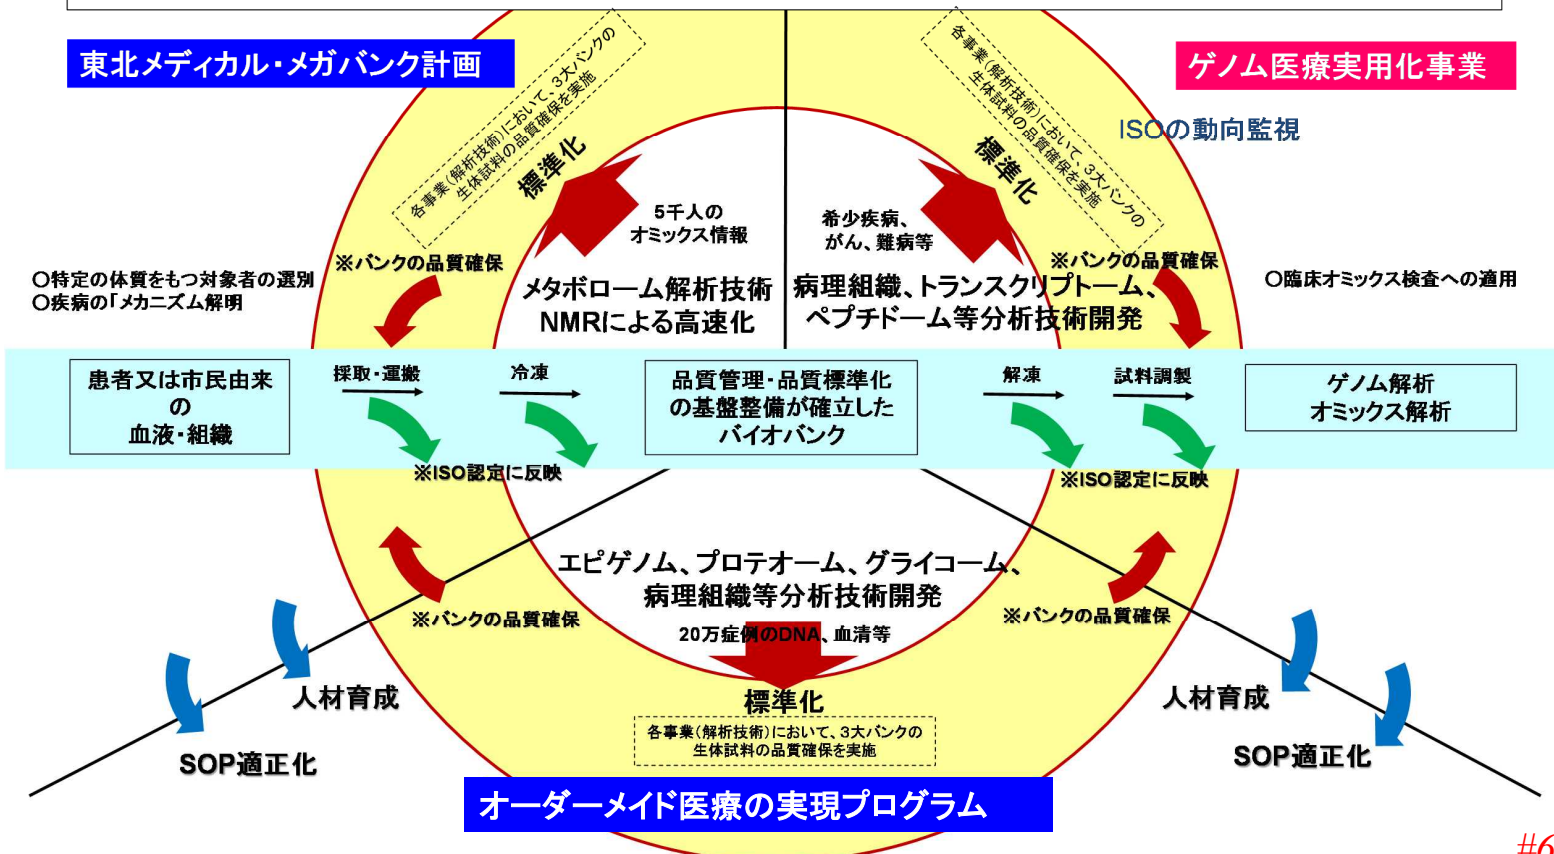 東北メディカル・メガバンク計画
ゲノム医療実用化事業
各事業(解析技術)において、3大バンクの
生体試料の品質確保を実施
各事業(解析技術)において、3大バンクの
生体試料の品質確保を実施
ISOの動向監視
標準化
標準化
5千人の
オミックス情報
希少疾病、
がん、難病等
※バンクの品質確保
※バンクの品質確保
○特定の体質をもつ対象者の選別
○疾病の「メカニズム解明
○臨床オミックス検査への適用
メタボローム解析技術
NMRによる高速化
病理組織、トランスクリプトーム、
ペプチドーム等分析技術開発
患者又は市民由来
の
血液・組織
採取・運搬
冷凍
品質管理・品質標準化
の基盤整備が確立した
バイオバンク
解凍
試料調製
ゲノム解析
オミックス解析
※ISO認定に反映
※ISO認定に反映
エピゲノム、プロテオーム、グライコーム、
病理組織等分析技術開発
※バンクの品質確保
※バンクの品質確保
20万症例のDNA、血清等
人材育成
人材育成
標準化
各事業(解析技術)において、3大バンクの
生体試料の品質確保を実施
SOP適正化
SOP適正化
オーダーメイド医療の実現プログラム
#6